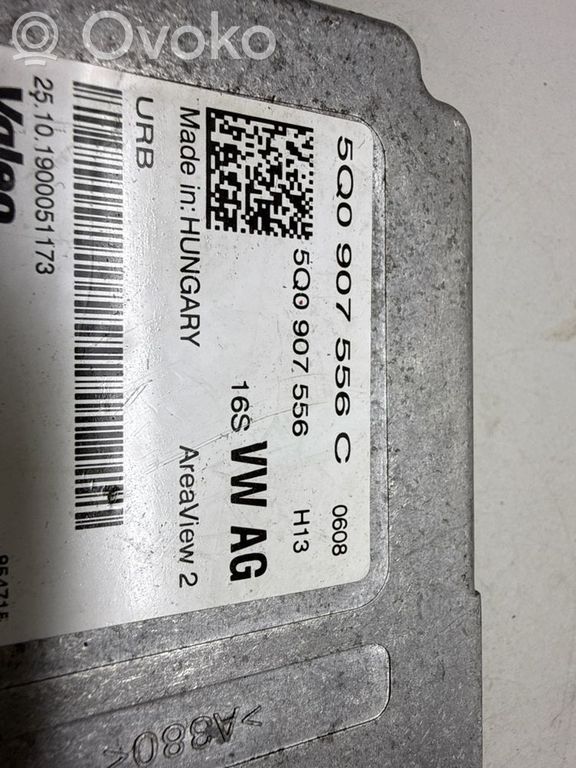 Ovoko
5Q0 907 556 C 0608
5Q0 907 556 H13
16S VW AG
Made in: HUNGARY AreaView 2
URB
25.10.1900051173
Valeo
>A380<